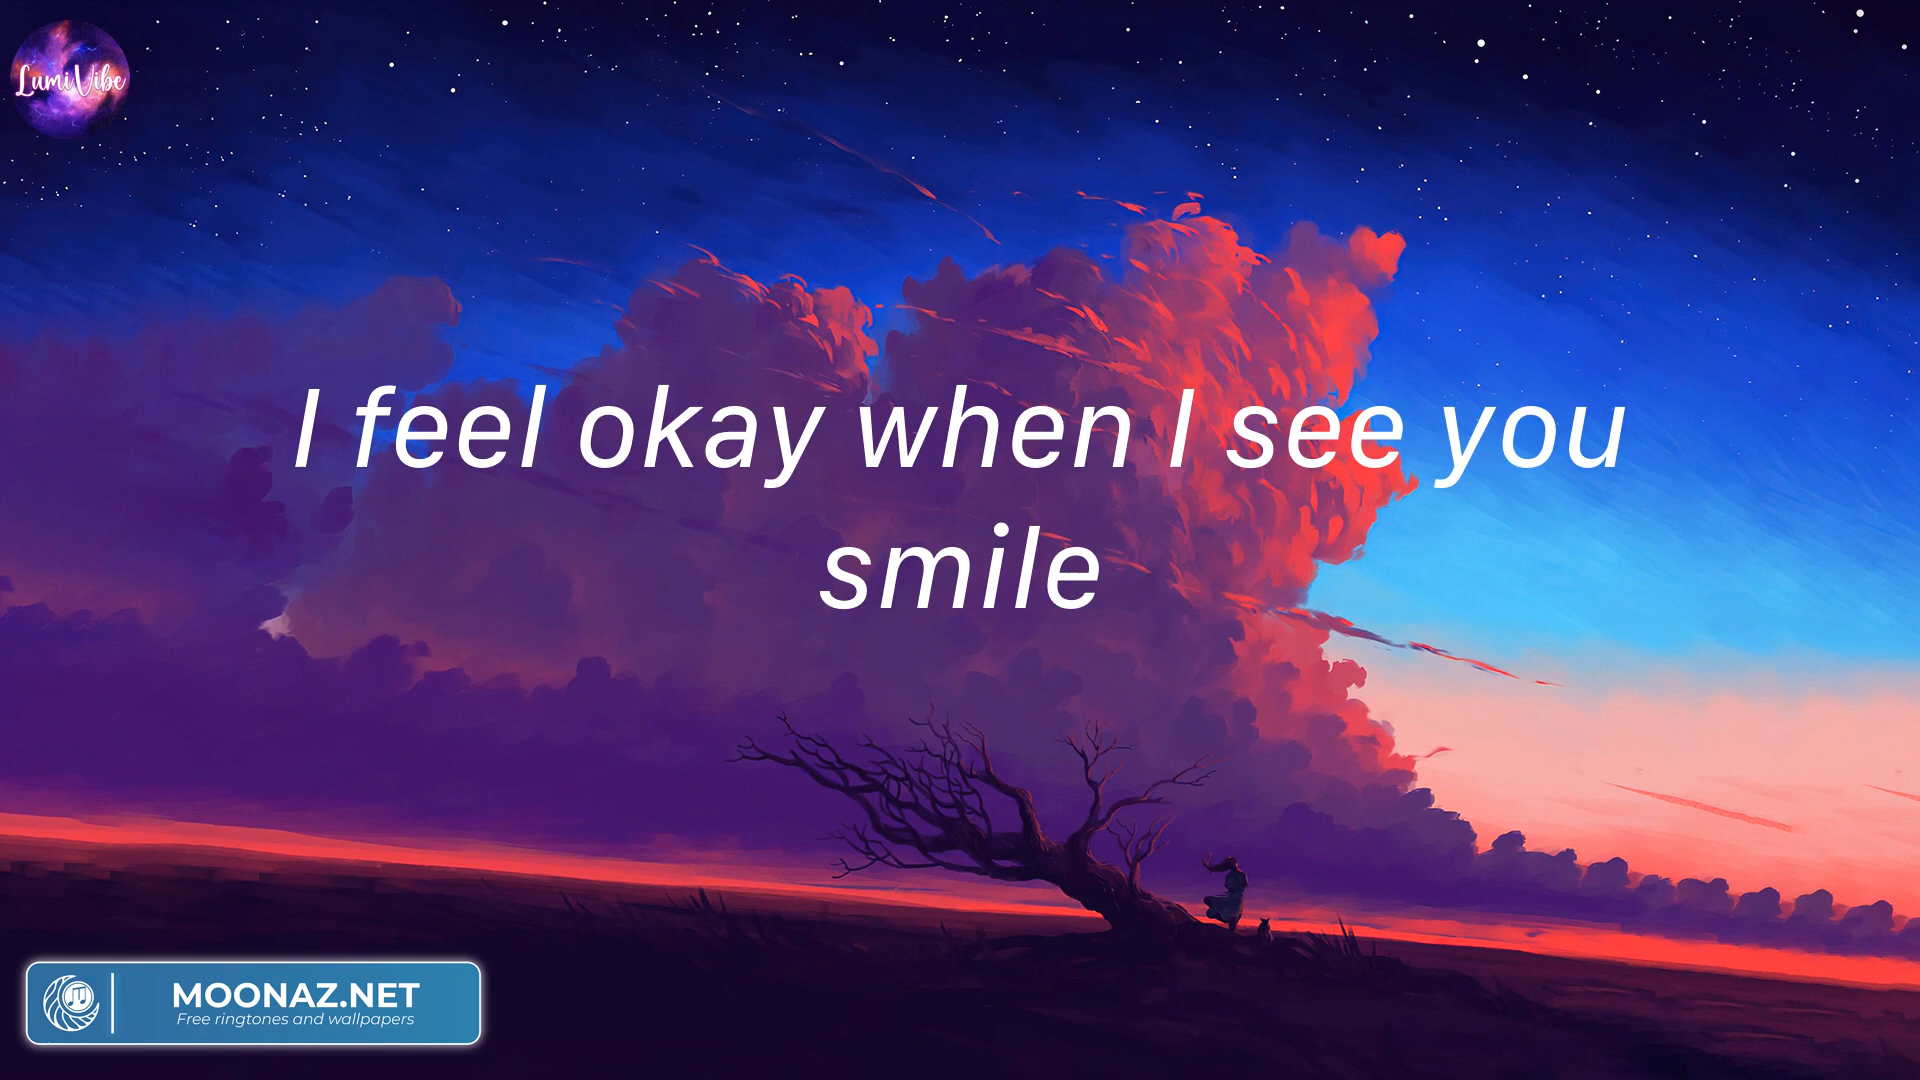 LumiVibe
I feel okay when I see you
smile
MOONAZ.NET
Free ringtones and wallpapers